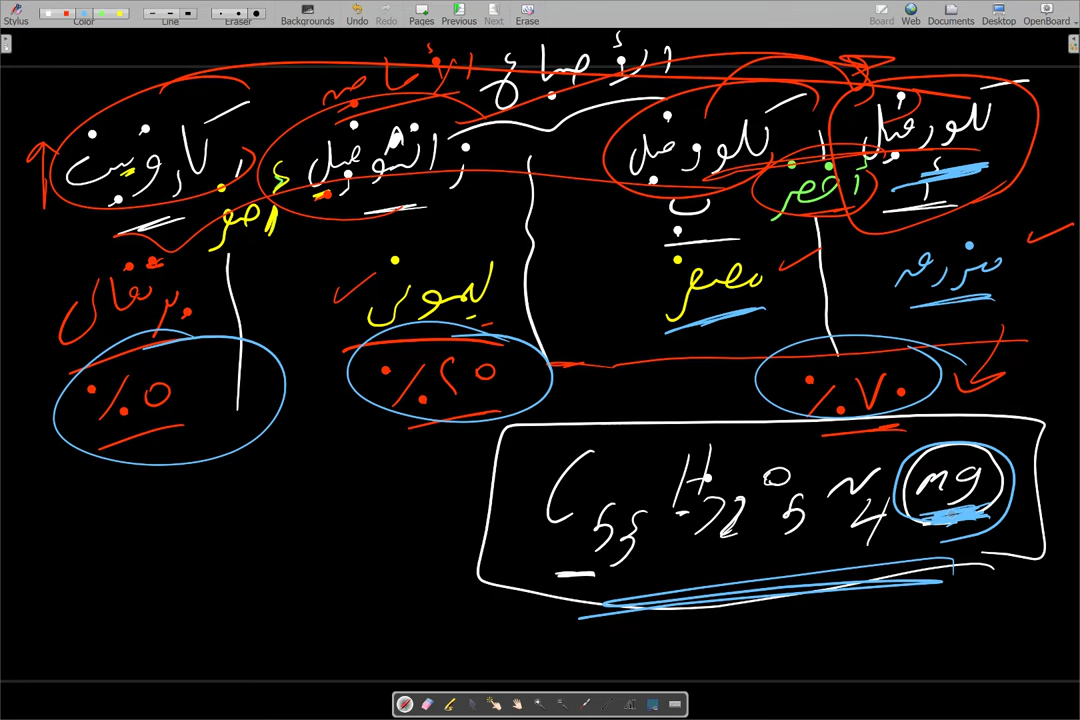 Stylus Color Line Eraser Backgrounds Undo Redo Pages Previous Next Erase Board Web Documents Desktop OpenBoard
الأصباغ
كلورفيل كلوروفيل زانثوفيل كاروتين
أ ب
أخضر أصفر
مزرق مصفر ليموني برتقالي
٧٠٪ ٢٥٪ ٥٪
C55 H72 O5 N4 mg